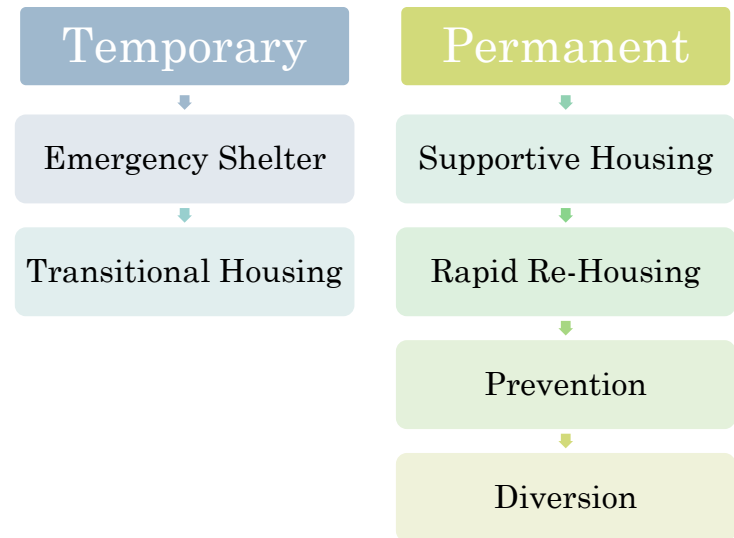 Temporary
Emergency Shelter
Transitional Housing
Permanent
Supportive Housing
Rapid Re-Housing
Prevention
Diversion